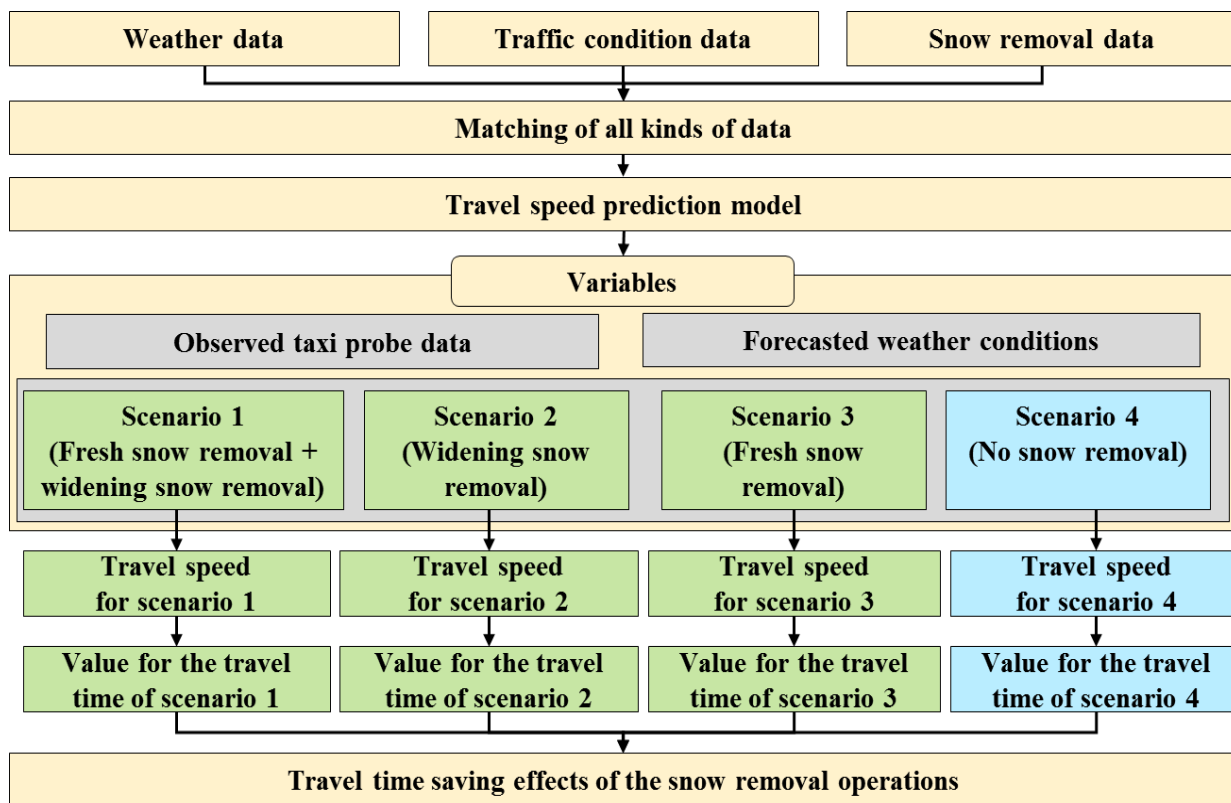 Weather data
Traffic condition data
Snow removal data
Matching of all kinds of data
Travel speed prediction model
Variables
Observed taxi probe data
Forecasted weather conditions
Scenario 1
(Fresh snow removal +
widening snow removal)
Scenario 2
(Widening snow
removal)
Scenario 3
(Fresh snow
removal)
Scenario 4
(No snow removal)
Travel speed
for scenario 1
Travel speed
for scenario 2
Travel speed
for scenario 3
Travel speed
for scenario 4
Value for the travel
time of scenario 1
Value for the travel
time of scenario 2
Value for the travel
time of scenario 3
Value for the travel
time of scenario 4
Travel time saving effects of the snow removal operations